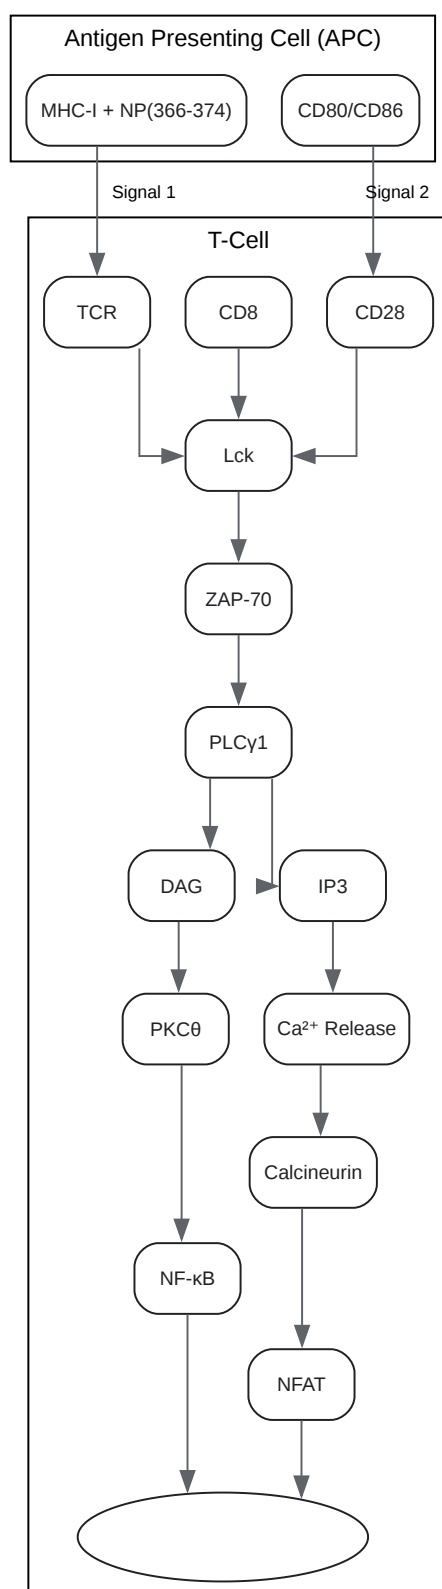 Antigen Presenting Cell (APC)
MHC-I + NP(366-374)
CD80/CD86
Signal 1
Signal 2
T-Cell
TCR
CD8
CD28
Lck
ZAP-70
PLCγ1
DAG
IP3
PKCθ
Ca²⁺ Release
Calcineurin
NF-κB
NFAT